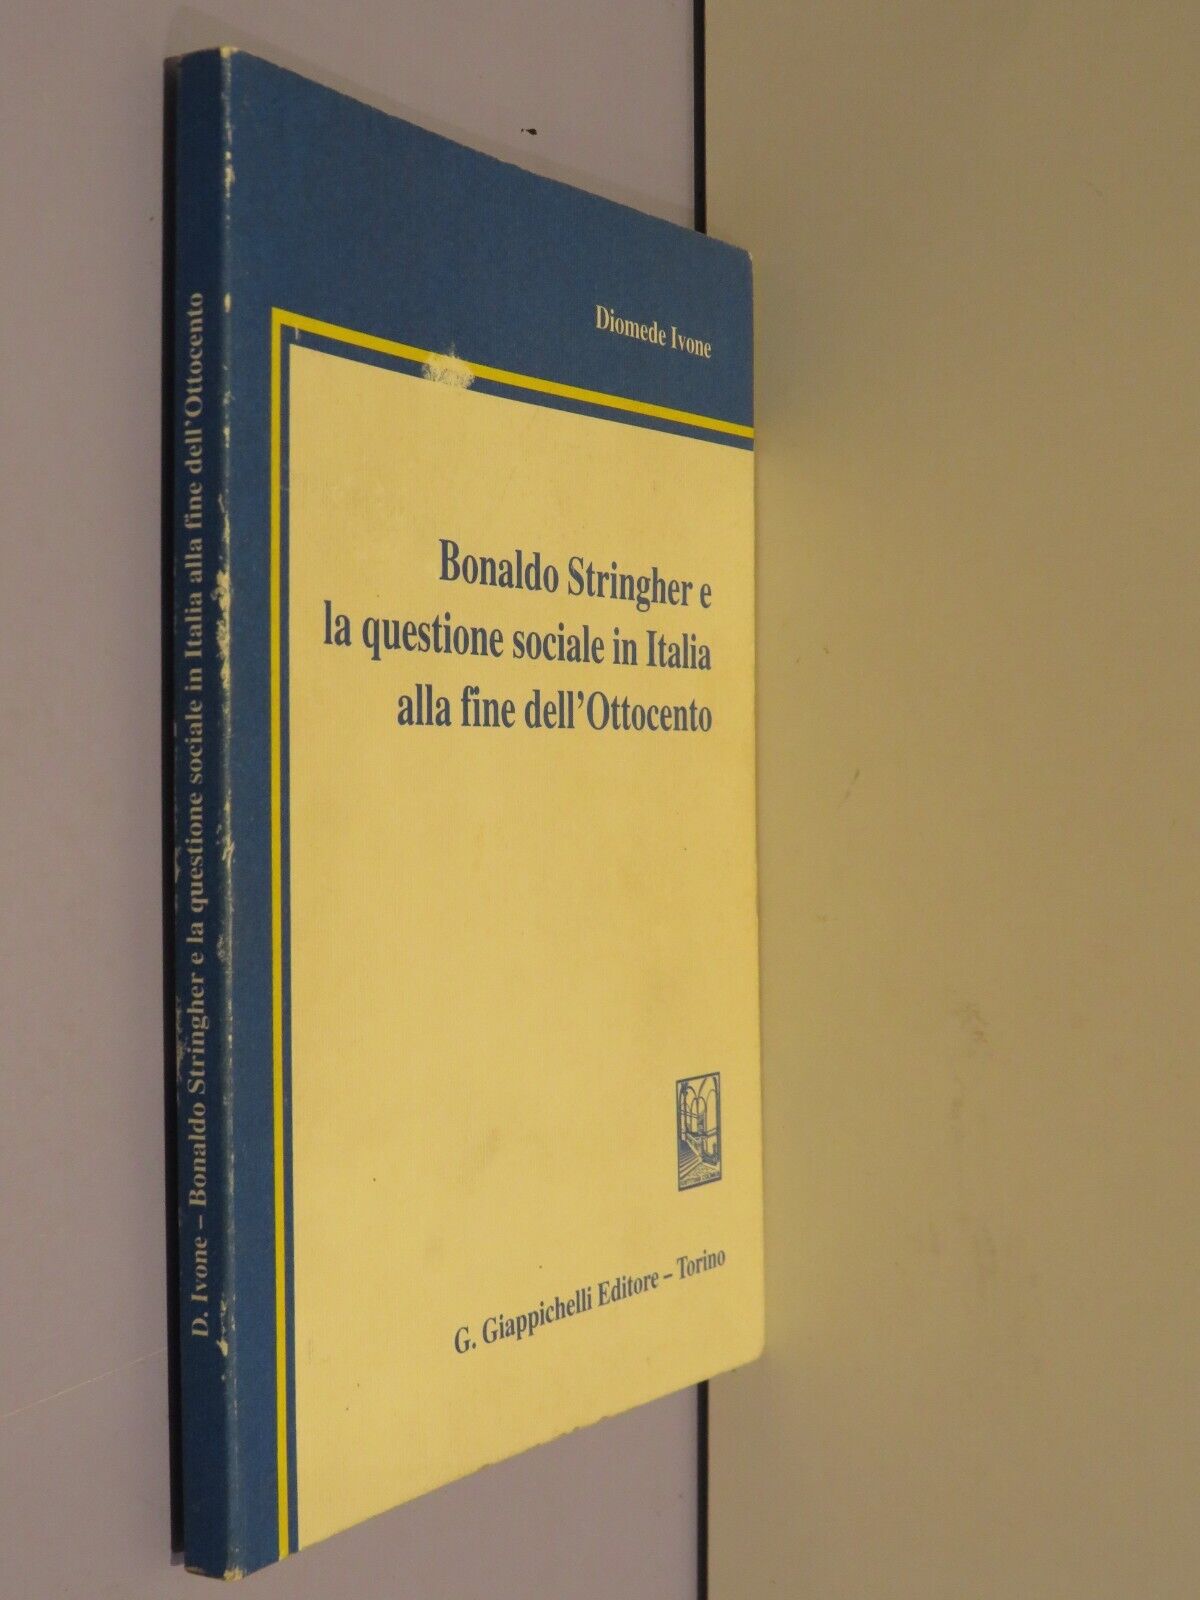 Diomede Ivone
Bonaldo Stringher e
la questione sociale in Italia
alla fine dell'Ottocento
G. Giappichelli Editore – Torino
D. Ivone – Bonaldo Stringher e la questione sociale in Italia alla fine dell'Ottocento